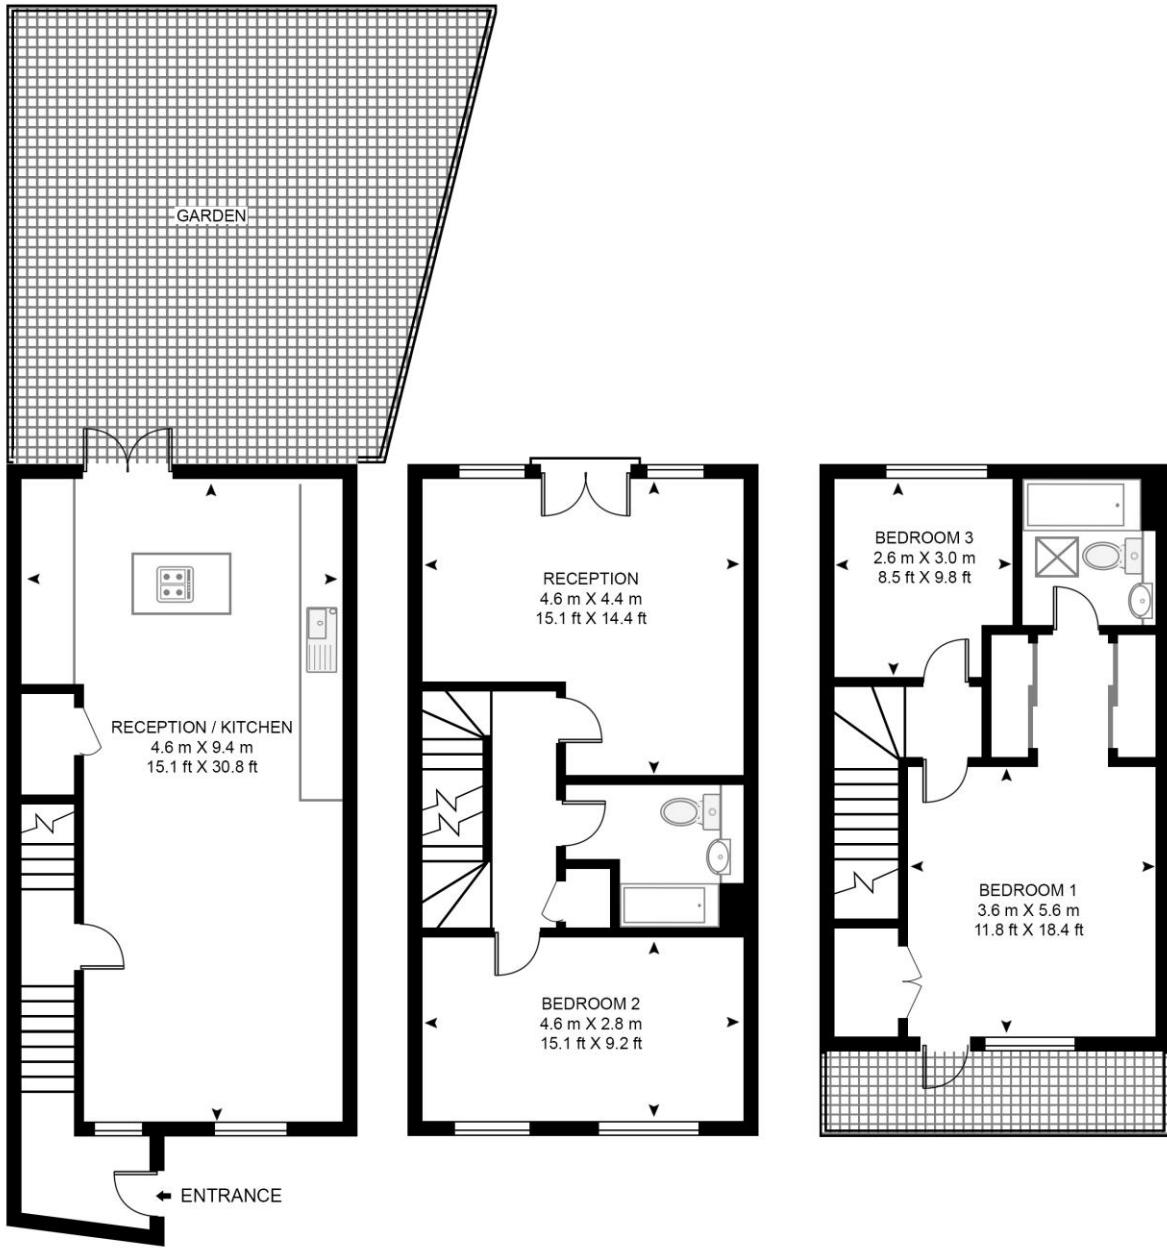 GARDEN
RECEPTION / KITCHEN
4.6 m X 9.4 m
15.1 ft X 30.8 ft
ENTRANCE
RECEPTION
4.6 m X 4.4 m
15.1 ft X 14.4 ft
BEDROOM 2
4.6 m X 2.8 m
15.1 ft X 9.2 ft
BEDROOM 3
2.6 m X 3.0 m
8.5 ft X 9.8 ft
BEDROOM 1
3.6 m X 5.6 m
11.8 ft X 18.4 ft